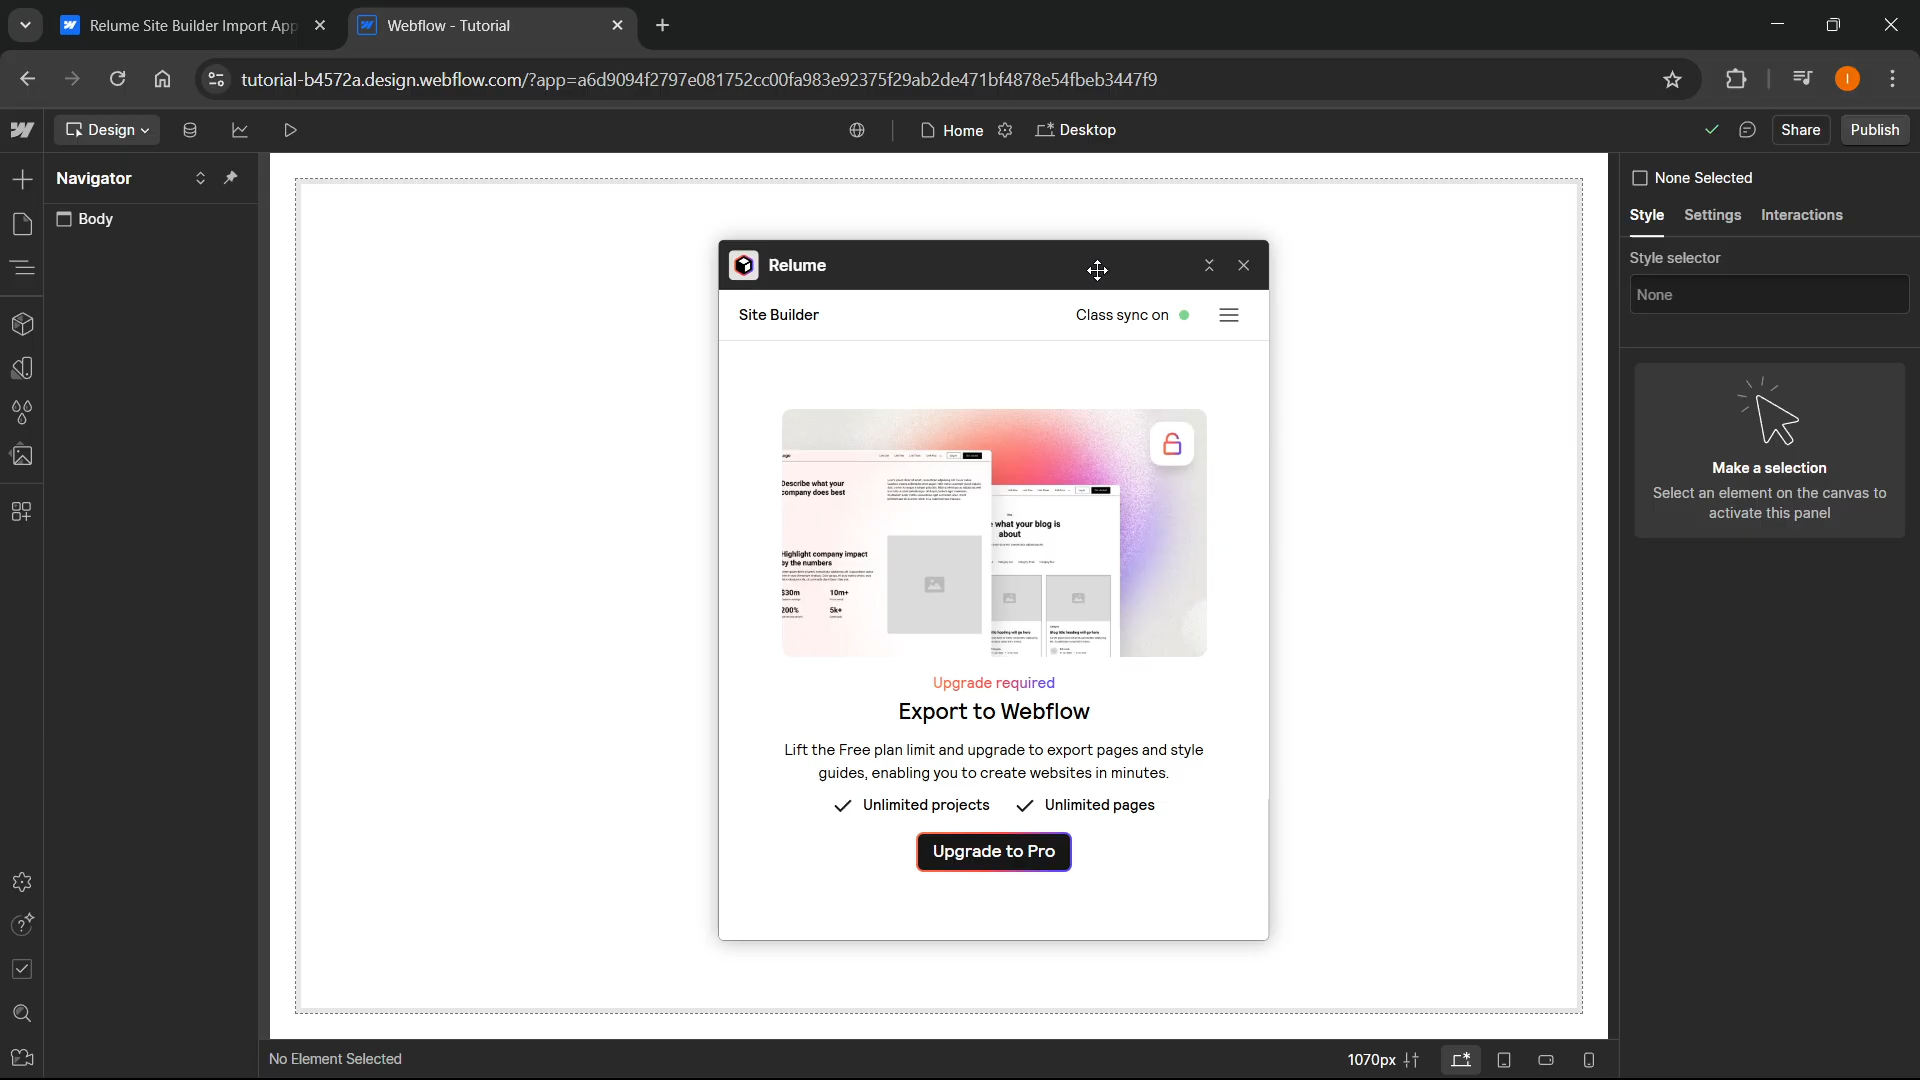 Relume Site Builder Import App
Webflow - Tutorial
tutorial-b4572a.design.webflow.com/?app=a6d9094f2797e081752cc00fa983e92375f29ab2de471bf4878e54fbeb3447f9
I
Design
Home
Desktop
Share
Publish
Navigator
Body
None Selected
Style
Settings
Interactions
Style selector
None
Make a selection
Select an element on the canvas to
activate this panel
Relume
Site Builder
Class sync on
Describe what your
company does best
what your blog is
about
Highlight company impact
by the numbers
$30m
10m+
200%
5k+
Upgrade required
Export to Webflow
Lift the Free plan limit and upgrade to export pages and style
guides, enabling you to create websites in minutes.
Unlimited projects
Unlimited pages
Upgrade to Pro
No Element Selected
1070px